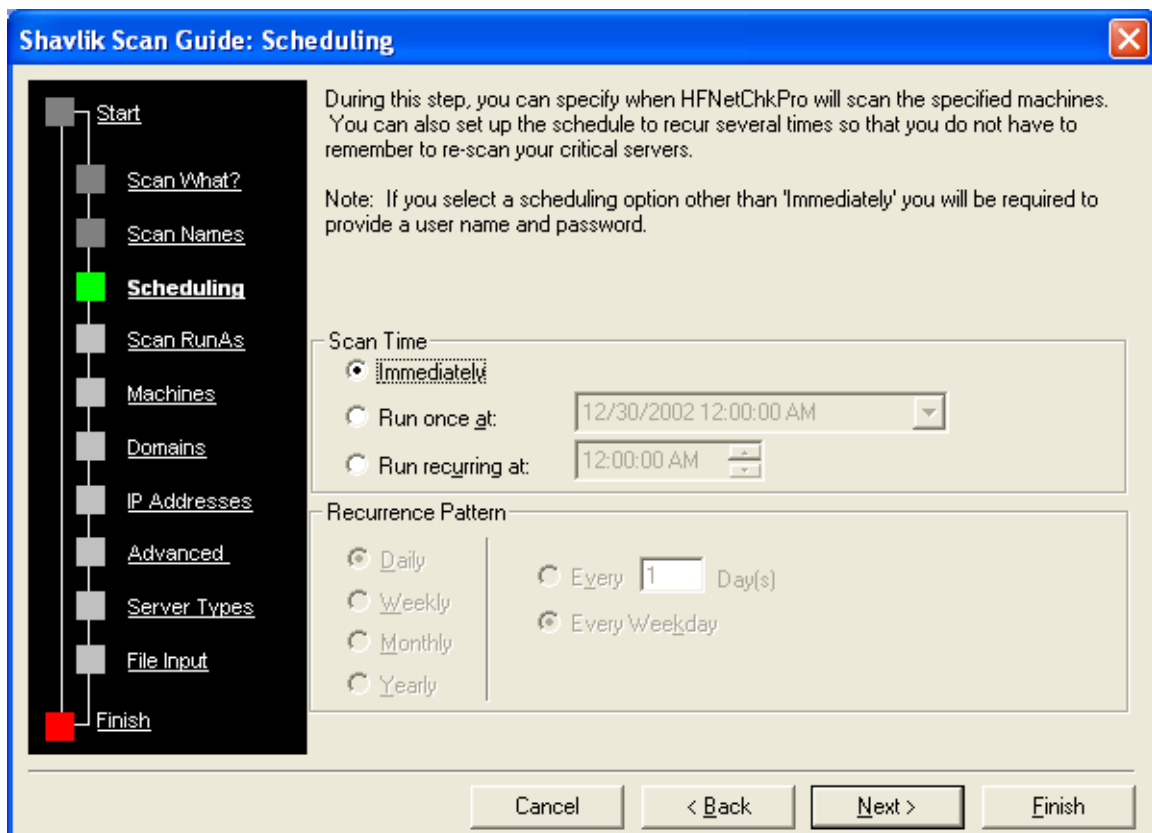 Shavlik Scan Guide: Scheduling
Start
Scan What?
Scan Names
Scheduling
Scan RunAs
Machines
Domains
IP Addresses
Advanced
Server Types
File Input
Finish
During this step, you can specify when HFNetChkPro will scan the specified machines.
You can also set up the schedule to recur several times so that you do not have to
remember to re-scan your critical servers.
Note: If you select a scheduling option other than 'Immediately' you will be required to
provide a user name and password.
Scan Time
Immediately
Run once at: 12/30/2002 12:00:00 AM
Run recurring at: 12:00:00 AM
Recurrence Pattern
Daily
Weekly
Monthly
Yearly
Every 1 Day(s)
Every Weekday
Cancel < Back Next > Finish